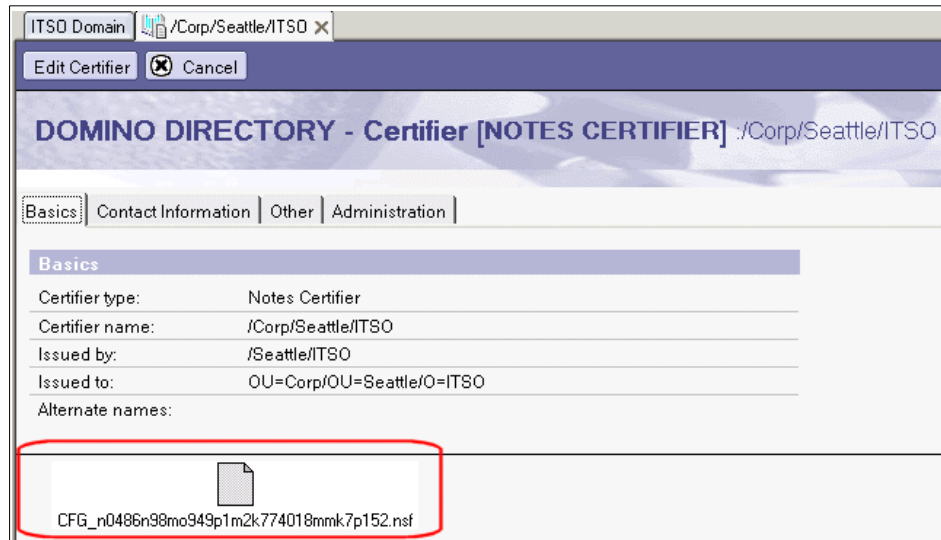 ITSO Domain /Corp/Seattle/ITSO
Edit Certifier Cancel
DOMINO DIRECTORY - Certifier [NOTES CERTIFIER] :/Corp/Seattle/ITSO
Basics Contact Information Other Administration
Basics
Certifier type: Notes Certifier
Certifier name: /Corp/Seattle/ITSO
Issued by: /Seattle/ITSO
Issued to: OU=Corp/OU=Seattle/O=ITSO
Alternate names:
CFG_n0486n98mo949p1m2k774018mmk7p152.nsf